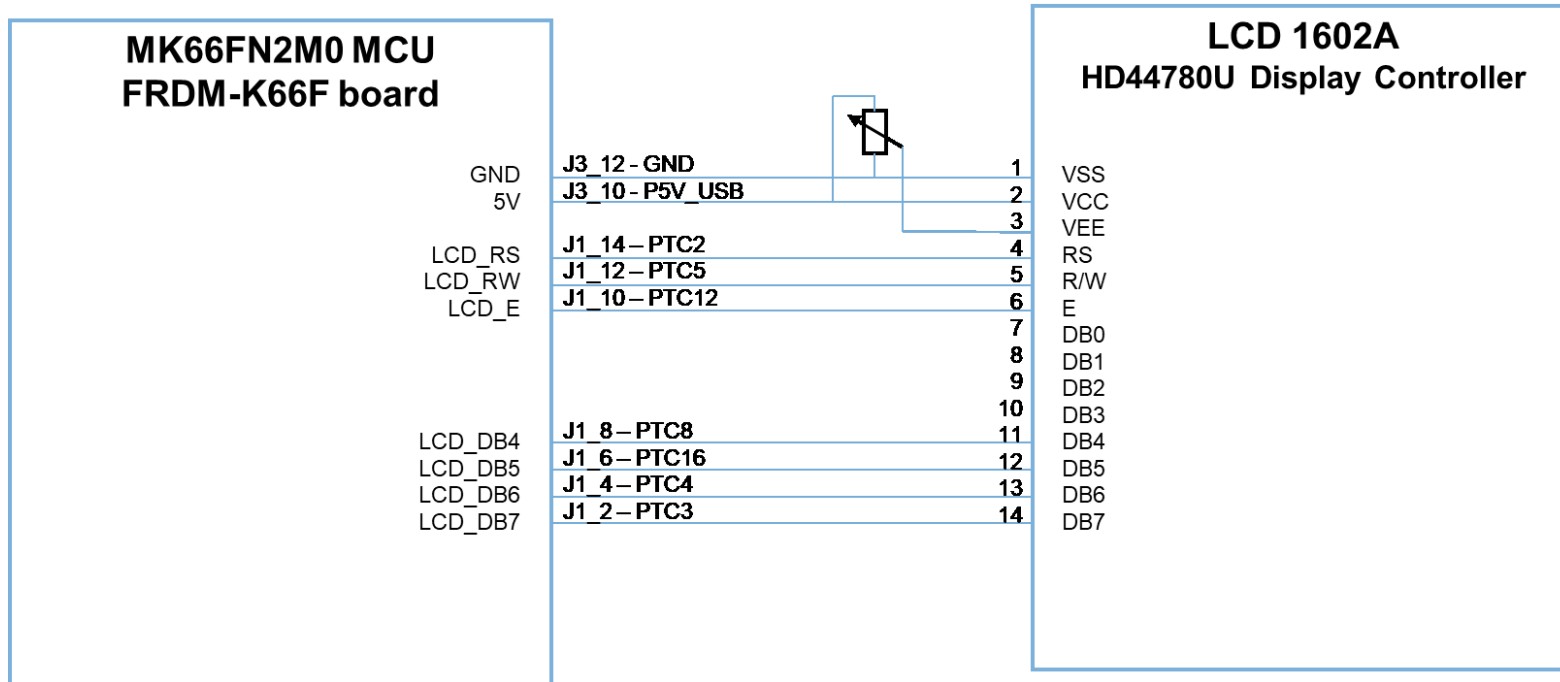 MK66FN2M0 MCU
FRDM-K66F board
LCD 1602A
HD44780U Display Controller
GND J3_12 - GND 1 VSS
5V J3_10 - P5V_USB 2 VCC
3 VEE
LCD_RS J1_14 – PTC2 4 RS
LCD_RW J1_12 – PTC5 5 R/W
LCD_E J1_10 – PTC12 6 E
7 DB0
8 DB1
9 DB2
10 DB3
LCD_DB4 J1_8 – PTC8 11 DB4
LCD_DB5 J1_6 – PTC16 12 DB5
LCD_DB6 J1_4 – PTC4 13 DB6
LCD_DB7 J1_2 – PTC3 14 DB7